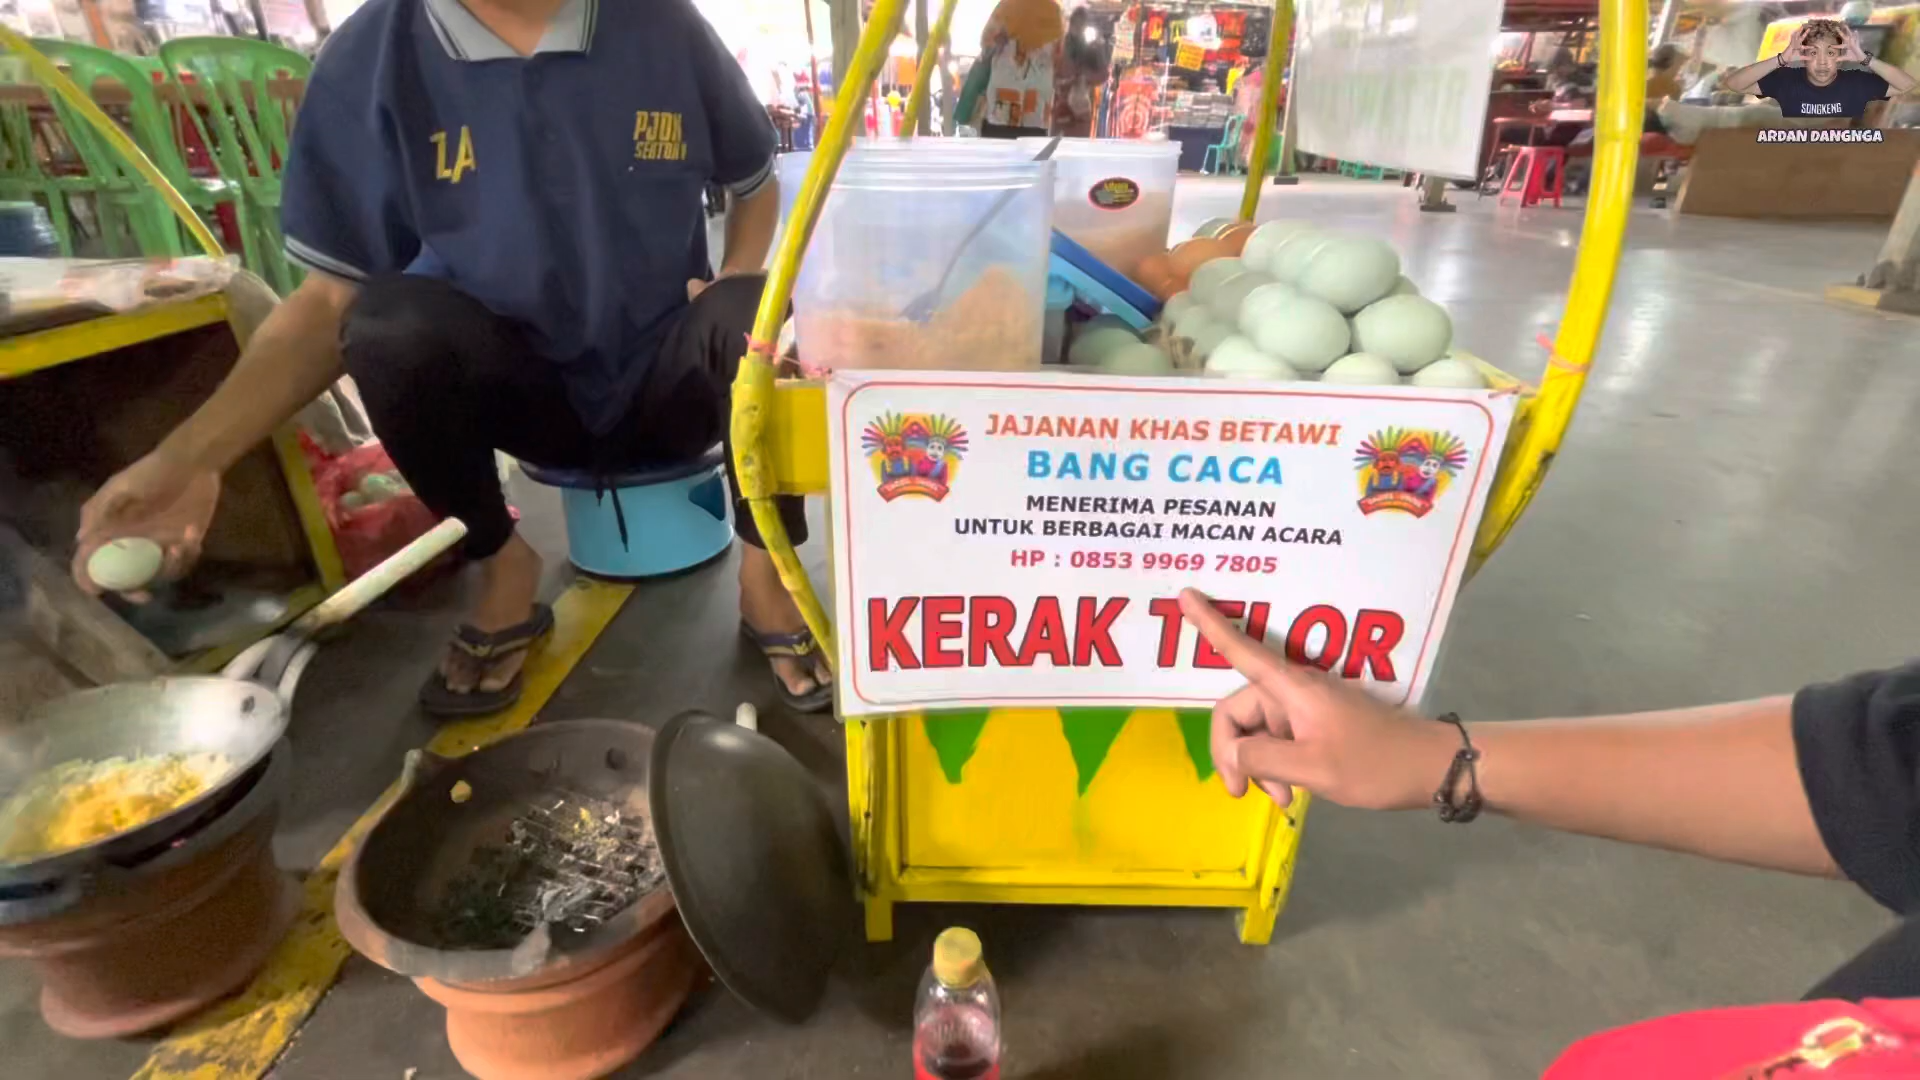 SONGKENG
ARDAN DANGNGA
ZA
PJDK
JAJANAN KHAS BETAWI
BANG CACA
MENERIMA PESANAN
UNTUK BERBAGAI MACAN ACARA
HP : 0853 9969 7805
KERAK TELOR